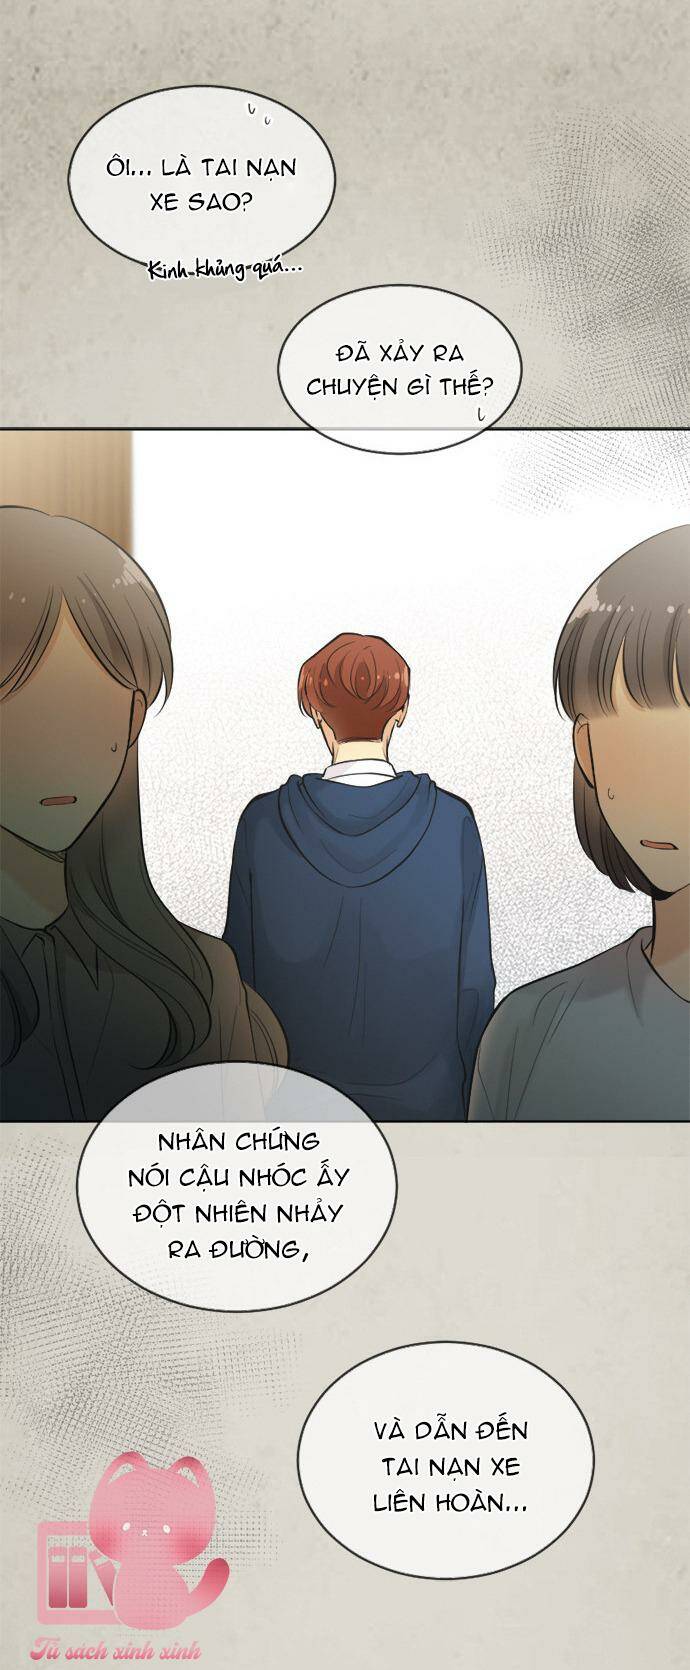 ÔI... LÀ TAI NẠN
XE SAO?
Kinh khủng quá...
ĐÃ XẢY RA
CHUYỆN GÌ THẾ?
NHÂN CHỨNG
NÓI CẬU NHÓC ẤY
ĐỘT NHIÊN NHẢY
RA ĐƯỜNG,
VÀ DẪN ĐẾN
TAI NẠN XE
LIÊN HOÀN...
Tủ sách xinh xinh